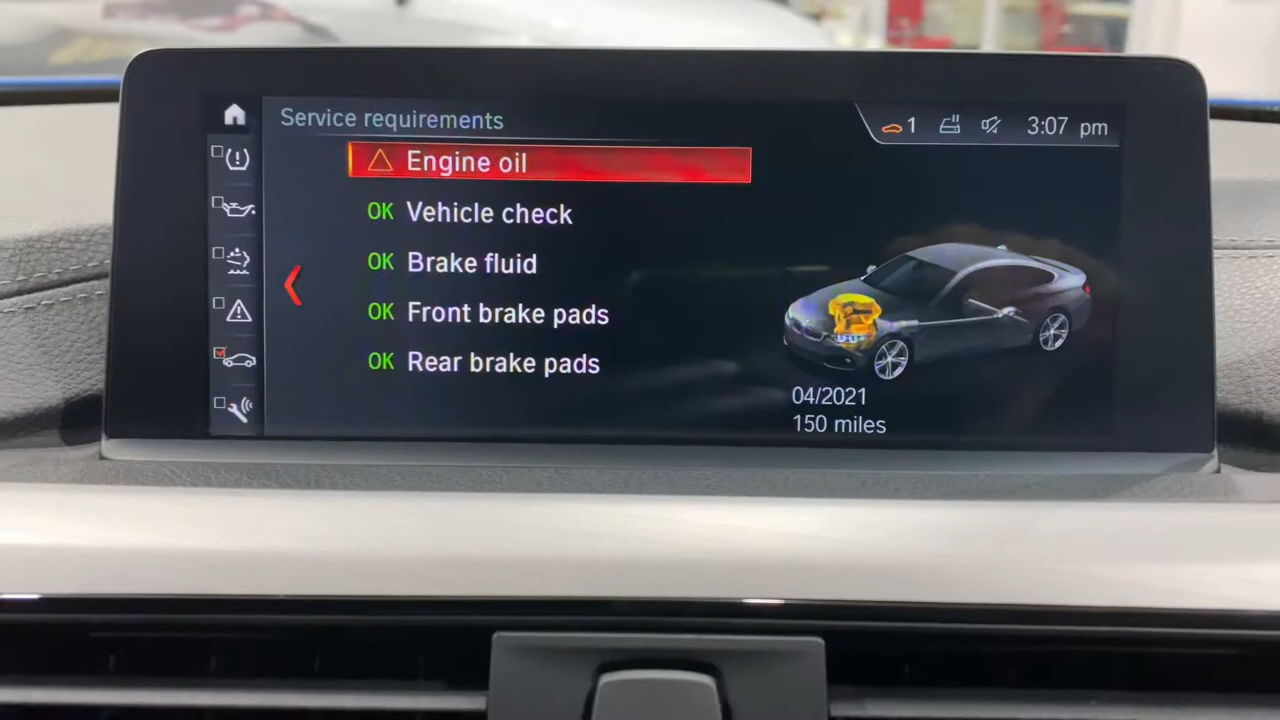 Service requirements
1 3:07 pm
Engine oil
OK Vehicle check
OK Brake fluid
OK Front brake pads
OK Rear brake pads
04/2021
150 miles